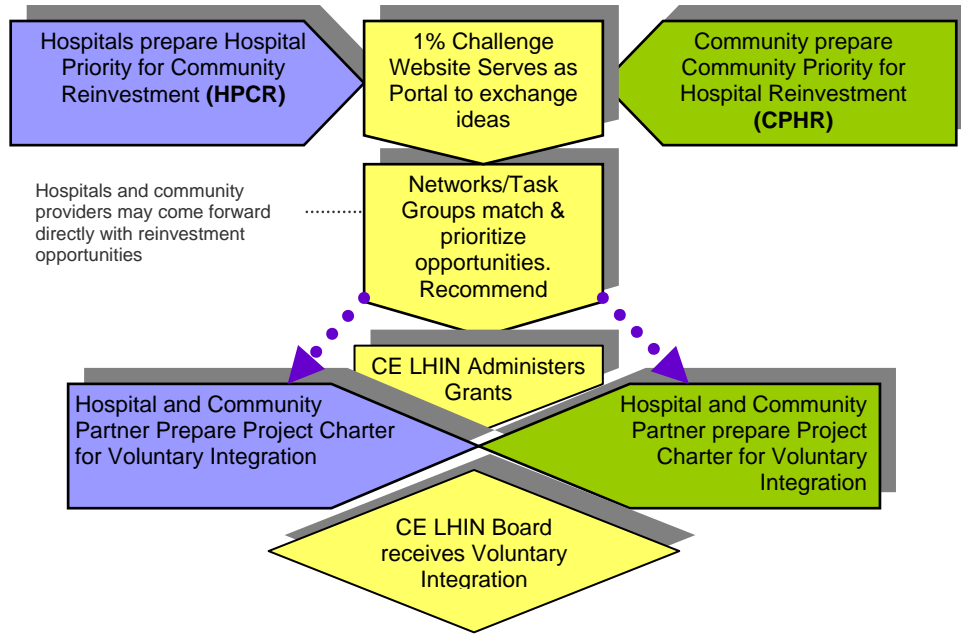 Hospitals prepare Hospital
Priority for Community
Reinvestment (HPCR)
1% Challenge
Website Serves as
Portal to exchange
ideas
Community prepare
Community Priority for
Hospital Reinvestment
(CPHR)
Hospitals and community
providers may come forward
directly with reinvestment
opportunities
Networks/Task
Groups match &
prioritize
opportunities.
Recommend
CE LHIN Administers
Grants
Hospital and Community
Partner Prepare Project Charter
for Voluntary Integration
Hospital and Community
Partner prepare Project
Charter for Voluntary
Integration
CE LHIN Board
receives Voluntary
Integration